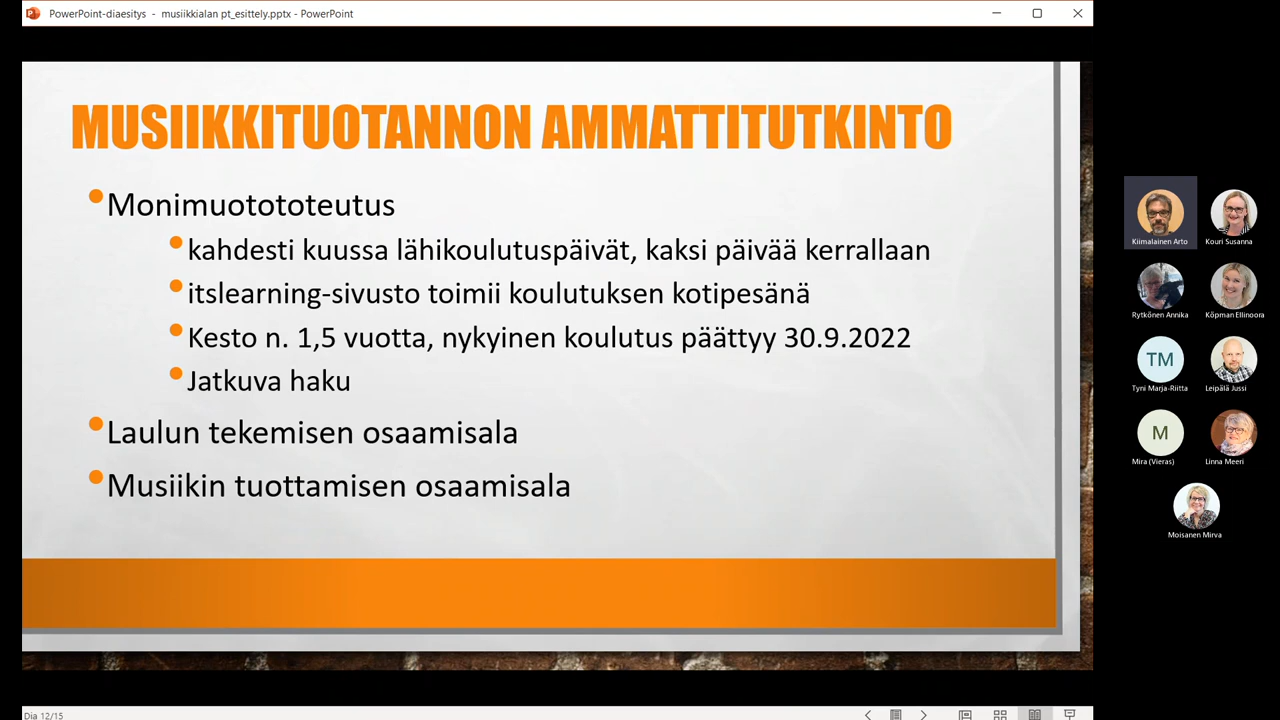 PowerPoint-diaesitys - musiikkialan pt_esittely.pptx - PowerPoint
MUSIIKKITUOTANNON AMMATTITUTKINTO
Monimuotototeutus
kahdesti kuussa lähikoulutuspäivät, kaksi päivää kerrallaan
itslearning-sivusto toimii koulutuksen kotipesänä
Kesto n. 1,5 vuotta, nykyinen koulutus päättyy 30.9.2022
Jatkuva haku
Laulun tekemisen osaamisala
Musiikin tuottamisen osaamisala
Dia 12/15
Kiimalainen Arto
Kouri Susanna
Rytkönen Annika
Köpman Ellinoora
TM
Tyni Marja-Riitta
Leipälä Jussi
M
Mira (Vieras)
Linna Meeri
Moisanen Mirva